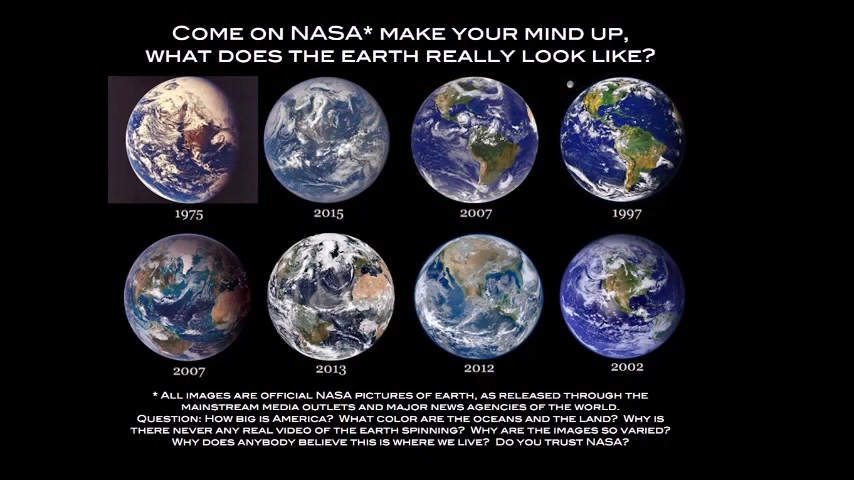 Come on NASA* make your mind up,
what does the earth really look like?
1975
2015
2007
1997
2007
2013
2012
2002
* All images are official NASA pictures of earth, as released through the
mainstream media outlets and major news agencies of the world.
Question: How big is America? What color are the oceans and the land? Why is
there never any real video of the earth spinning? Why are the images so varied?
Why does anybody believe this is where we live? Do you trust NASA?